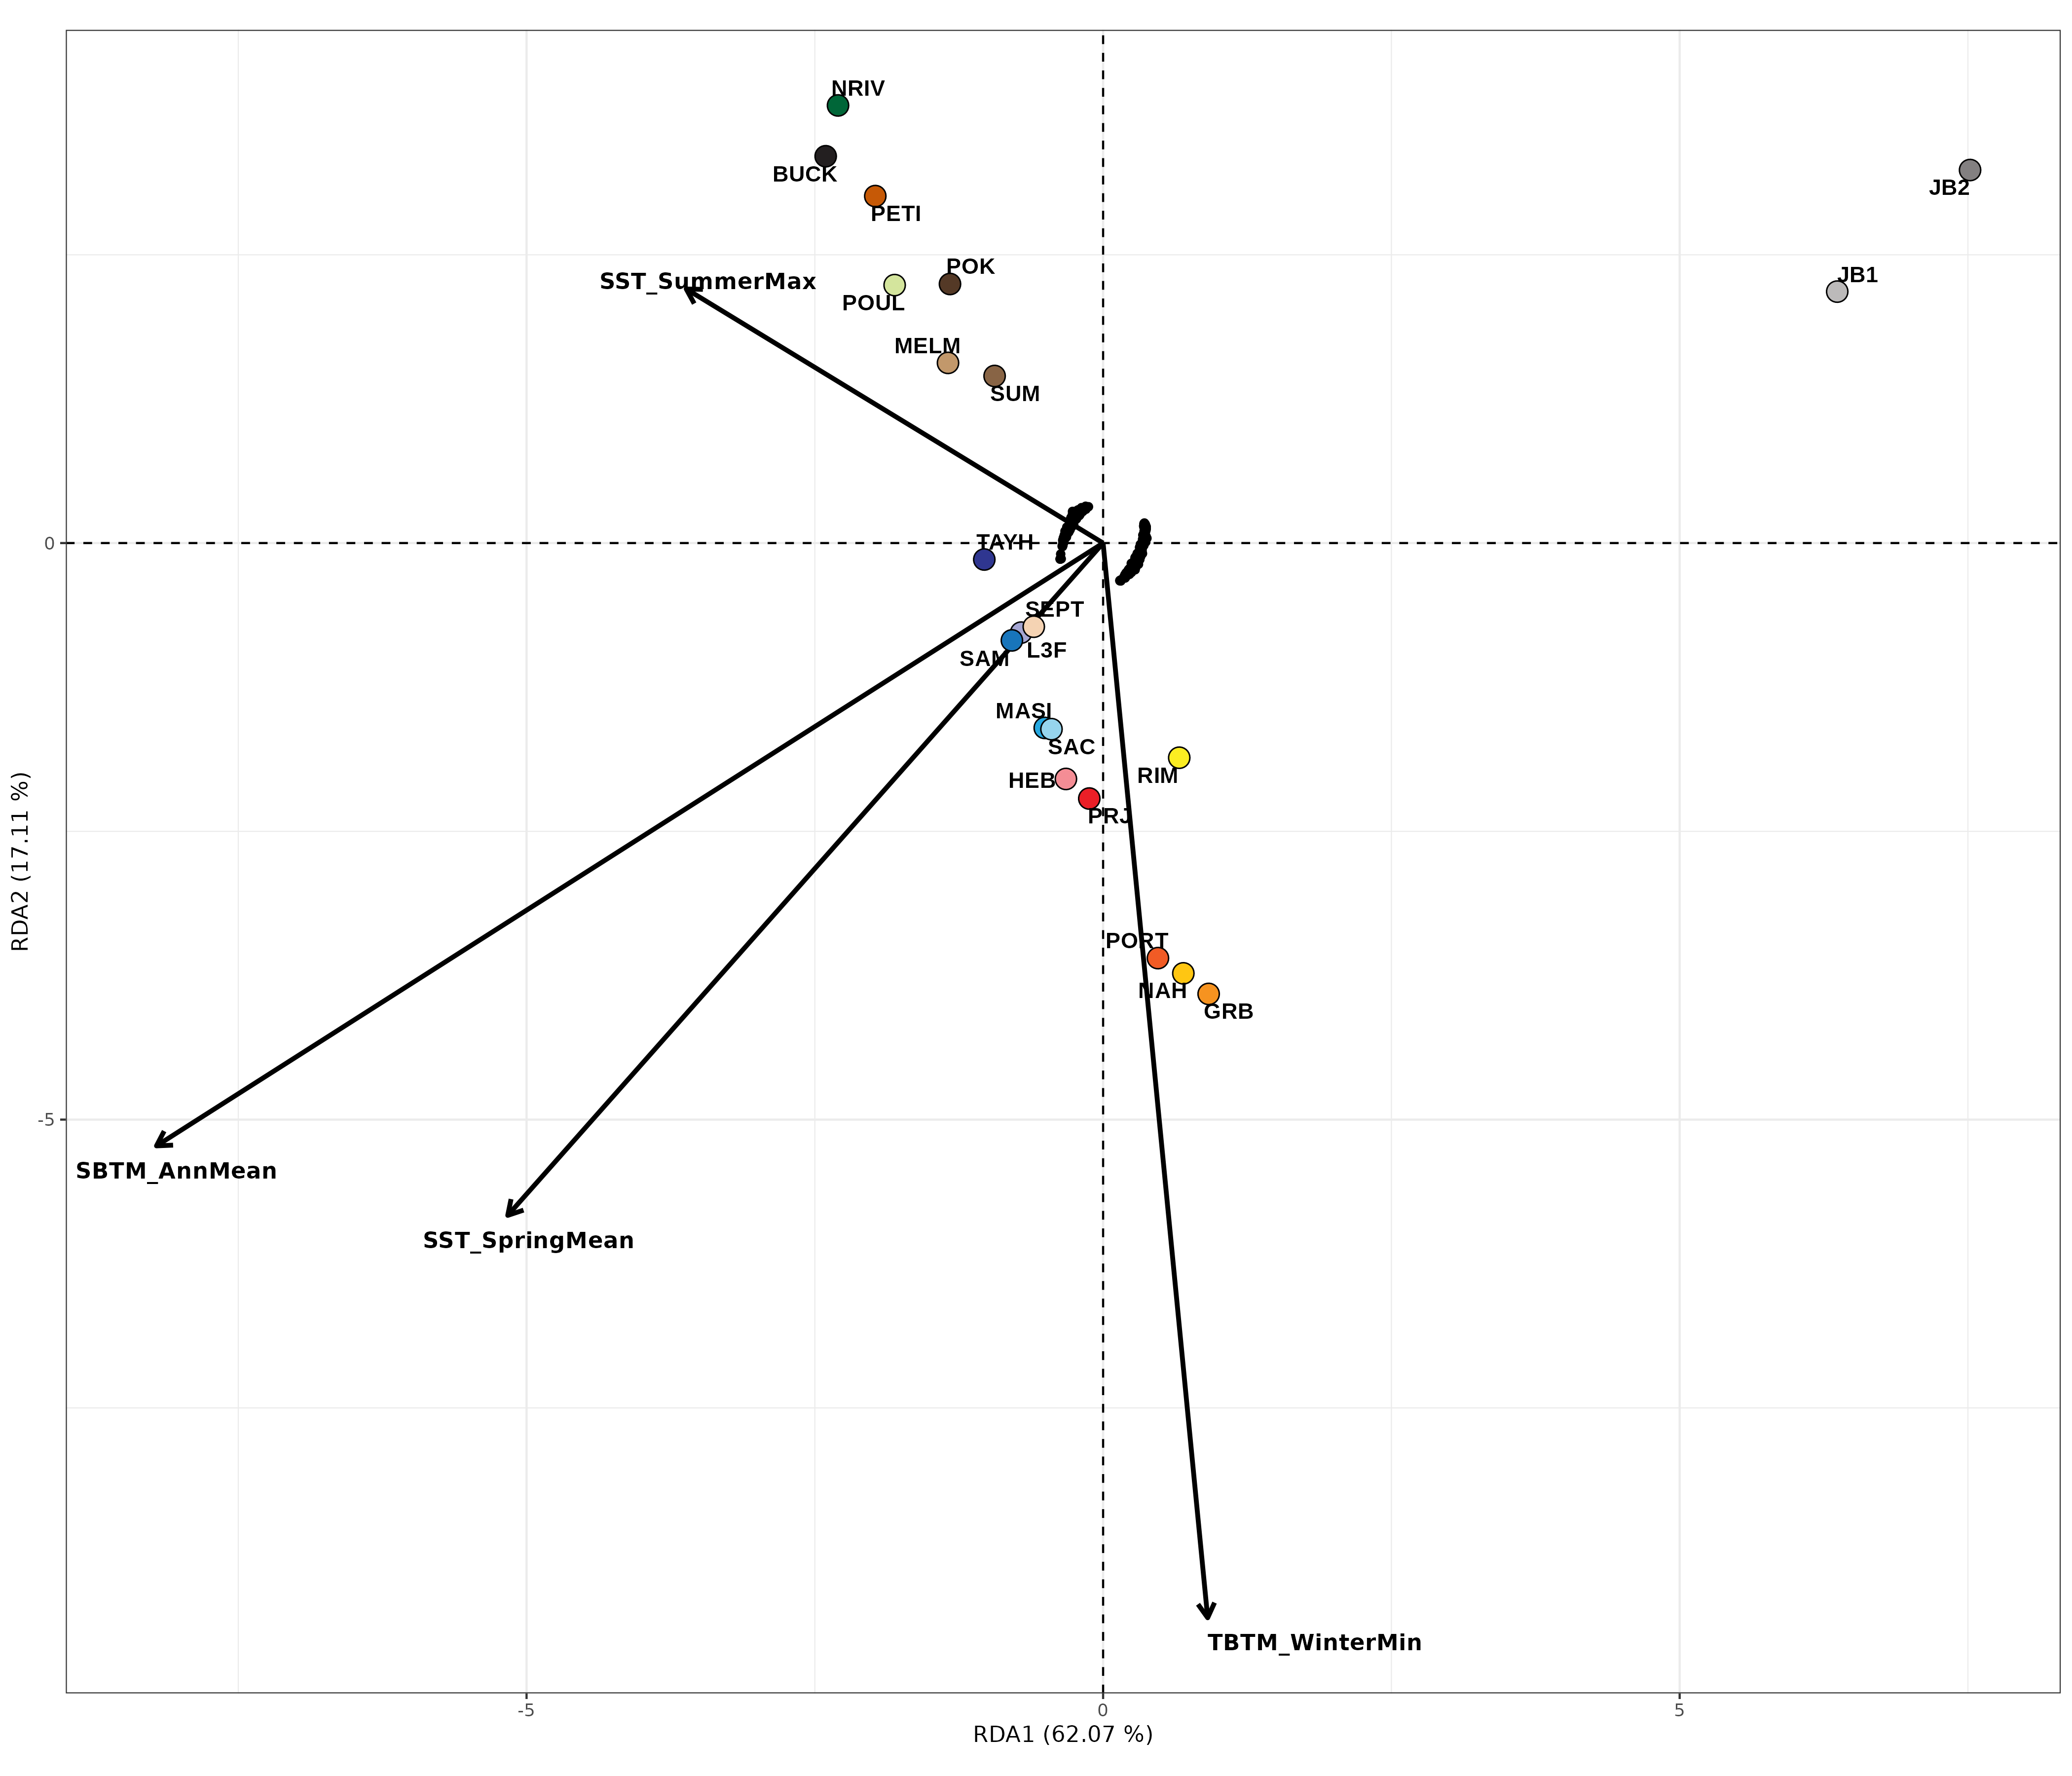 NRIV
BUCK
PETI
JB2
POK
JB1
SST_SummerMax
POUL
MELM
SUM
0
TAYH
SEPT
L3F
SAM
MASI
SAC
HEB
RIM
PRJ
RDA2 (17.11 %)
PORT
NAH
GRB
-5
SBTM_AnnMean
SST_SpringMean
TBTM_WinterMin
-5
0
5
RDA1 (62.07 %)